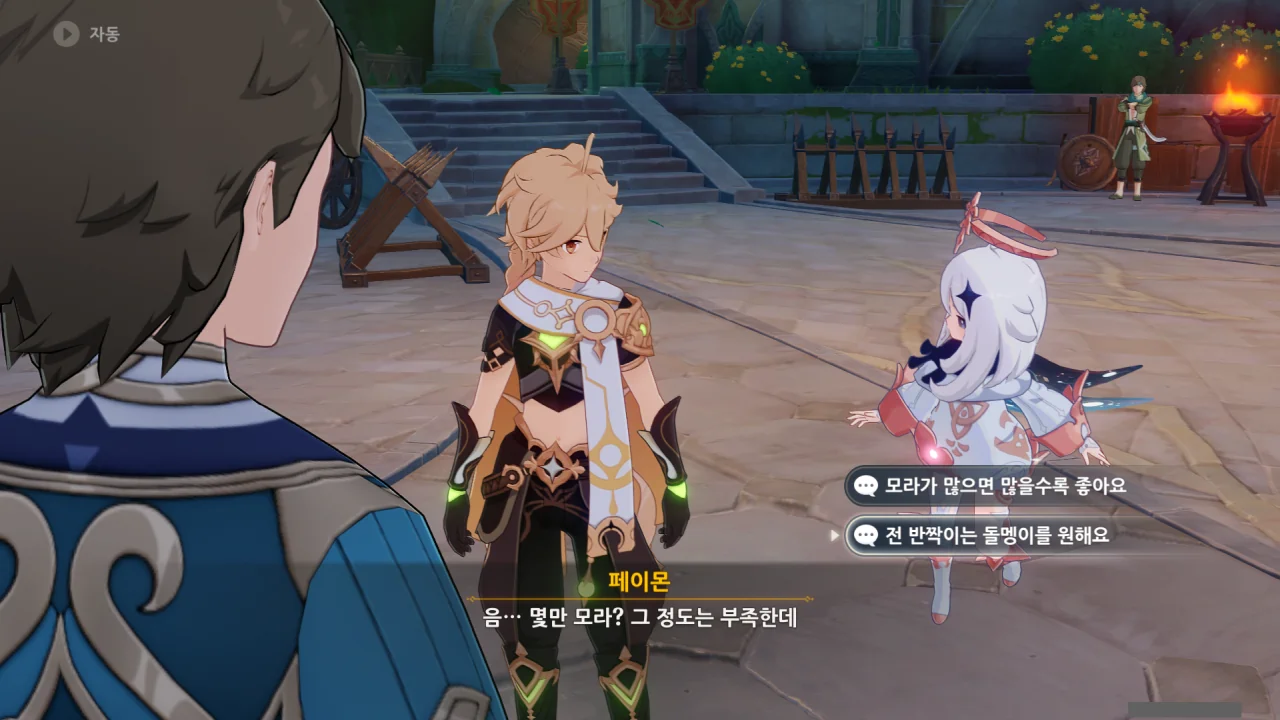 자동
모라가 많으면 많을수록 좋아요
전 반짝이는 돌멩이를 원해요
페이몬
음… 몇만 모라? 그 정도는 부족한데